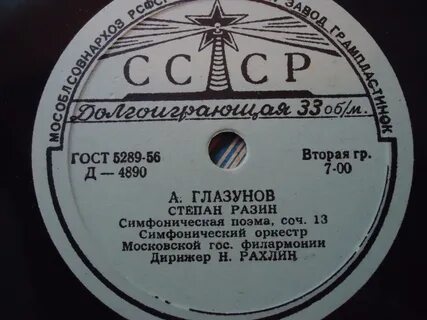 МОСОБЛСОВНАРХОЗ РСФСР ЗАВОД ГРАМПЛАСТИНОК
СССР
Долгоиграющая 33 об/м.
ГОСТ 5289-56
Д — 4890
Вторая гр.
7-00
А. ГЛАЗУНОВ
СТЕПАН РАЗИН
Симфоническая поэма, соч. 13
Симфонический оркестр
Московской гос. филармонии
Дирижер Н. РАХЛИН